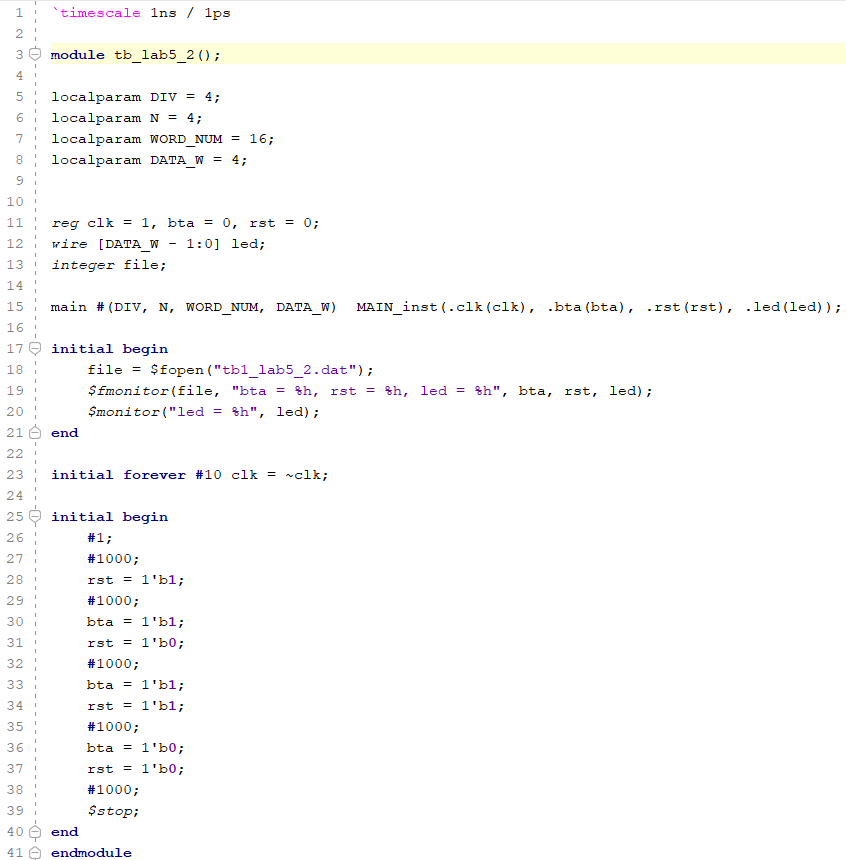 1 `timescale 1ns / 1ps
2
3 module tb_lab5_2();
4
5 localparam DIV = 4;
6 localparam N = 4;
7 localparam WORD_NUM = 16;
8 localparam DATA_W = 4;
9
10
11 reg clk = 1, bta = 0, rst = 0;
12 wire [DATA_W - 1:0] led;
13 integer file;
14
15 main #(DIV, N, WORD_NUM, DATA_W)  MAIN_inst(.clk(clk), .bta(bta), .rst(rst), .led(led));
16
17 initial begin
18     file = $fopen("tb1_lab5_2.dat");
19     $fmonitor(file, "bta = %h, rst = %h, led = %h", bta, rst, led);
20     $monitor("led = %h", led);
21 end
22
23 initial forever #10 clk = ~clk;
24
25 initial begin
26     #1;
27     #1000;
28     rst = 1'b1;
29     #1000;
30     bta = 1'b1;
31     rst = 1'b0;
32     #1000;
33     bta = 1'b1;
34     rst = 1'b1;
35     #1000;
36     bta = 1'b0;
37     rst = 1'b0;
38     #1000;
39     $stop;
40 end
41 endmodule